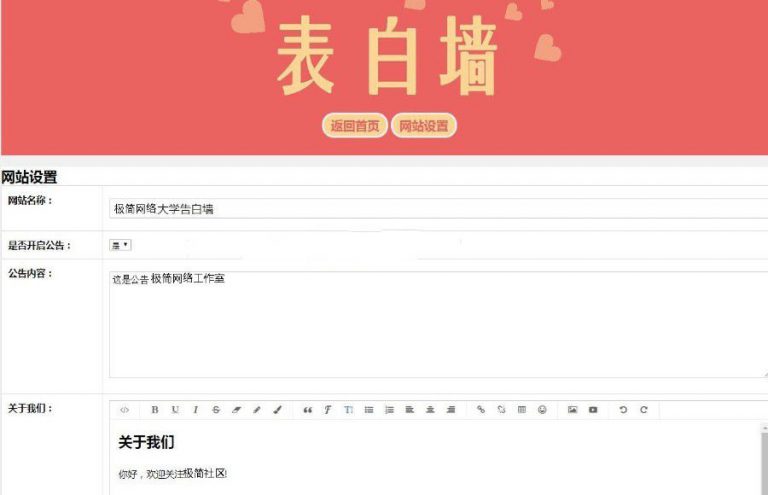 表白墙
返回首页 网站设置
网站设置
网站名称：
极简网络大学告白墙
是否开启公告：
是
公告内容：
这是公告 极简网络工作室
关于我们：
B U I S
关于我们
你好，欢迎关注极简社区!